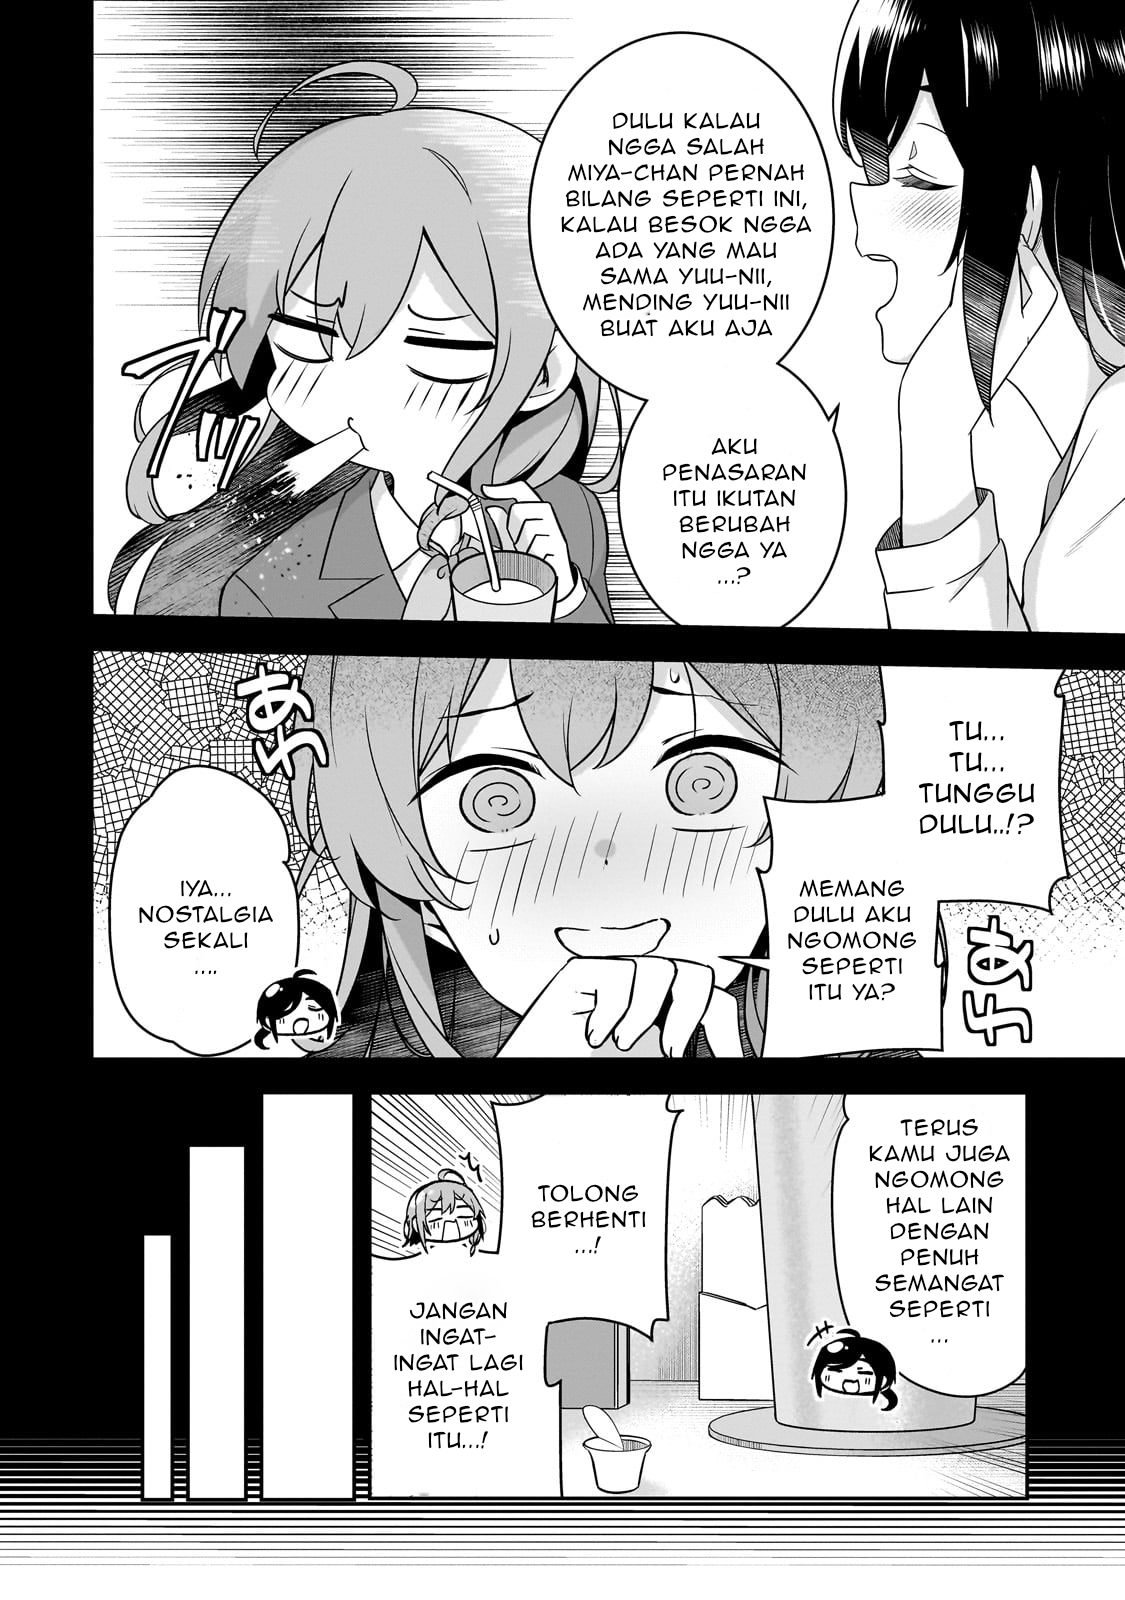 DULU KALAU
NGGA SALAH
MIYA-CHAN PERNAH
BILANG SEPERTI INI,
KALAU BESOK NGGA
ADA YANG MAU
SAMA YUU-NII,
MENDING YUU-NII
BUAT AKU AJA
AKU
PENASARAN
ITU IKUTAN
BERUBAH
NGGA YA
...?
TU...
TU...
TUNGGU
DULU..!?
MEMANG
DULU AKU
NGOMONG
SEPERTI
ITU YA?
IYA...
NOSTALGIA
SEKALI
....
TERUS
KAMU JUGA
NGOMONG
HAL LAIN
DENGAN
PENUH
SEMANGAT
SEPERTI
...
TOLONG
BERHENTI
...!
JANGAN
INGAT-
INGAT LAGI
HAL-HAL
SEPERTI
ITU...!